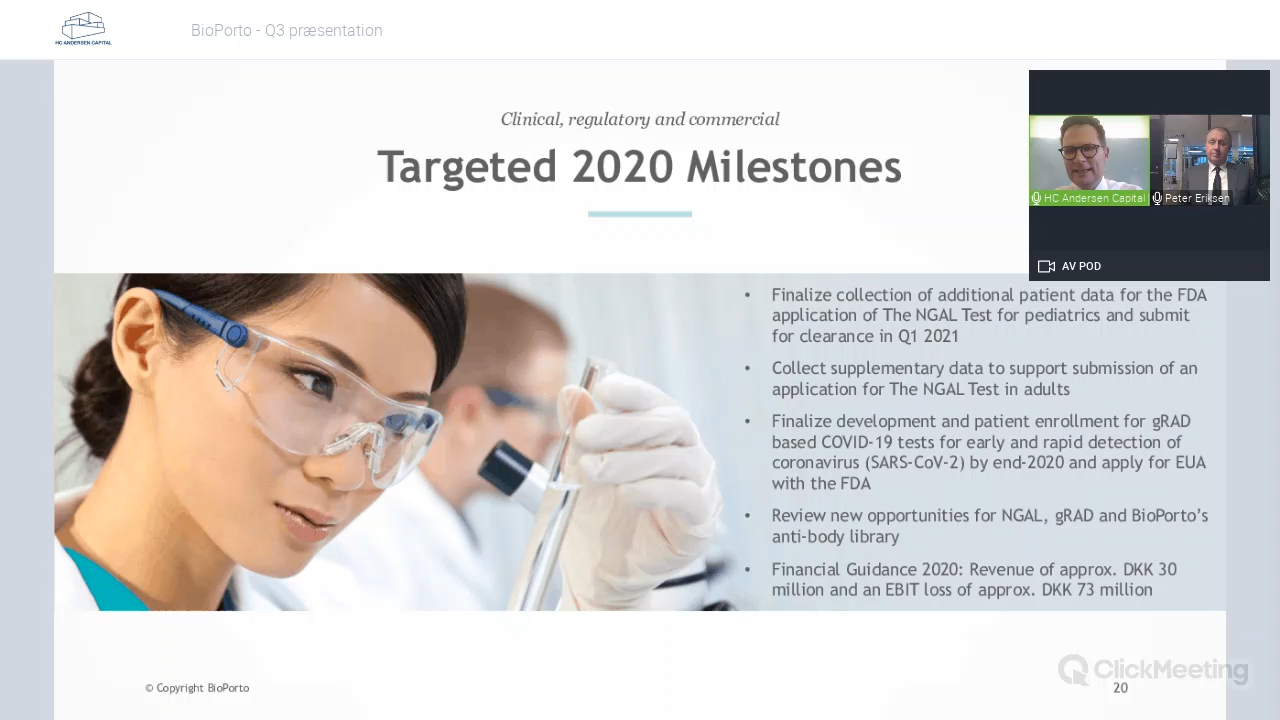 HC ANDERSEN CAPITAL
BioPorto - Q3 præsentation
Clinical, regulatory and commercial
Targeted 2020 Milestones
HC Andersen Capital
Peter Eriksen
AV POD
• Finalize collection of additional patient data for the FDA
application of The NGAL Test for pediatrics and submit
for clearance in Q1 2021
• Collect supplementary data to support submission of an
application for The NGAL Test in adults
• Finalize development and patient enrollment for gRAD
based COVID-19 tests for early and rapid detection of
coronavirus (SARS-CoV-2) by end-2020 and apply for EUA
with the FDA
• Review new opportunities for NGAL, gRAD and BioPorto's
anti-body library
• Financial Guidance 2020: Revenue of approx. DKK 30
million and an EBIT loss of approx. DKK 73 million
ClickMeeting
© Copyright BioPorto
20